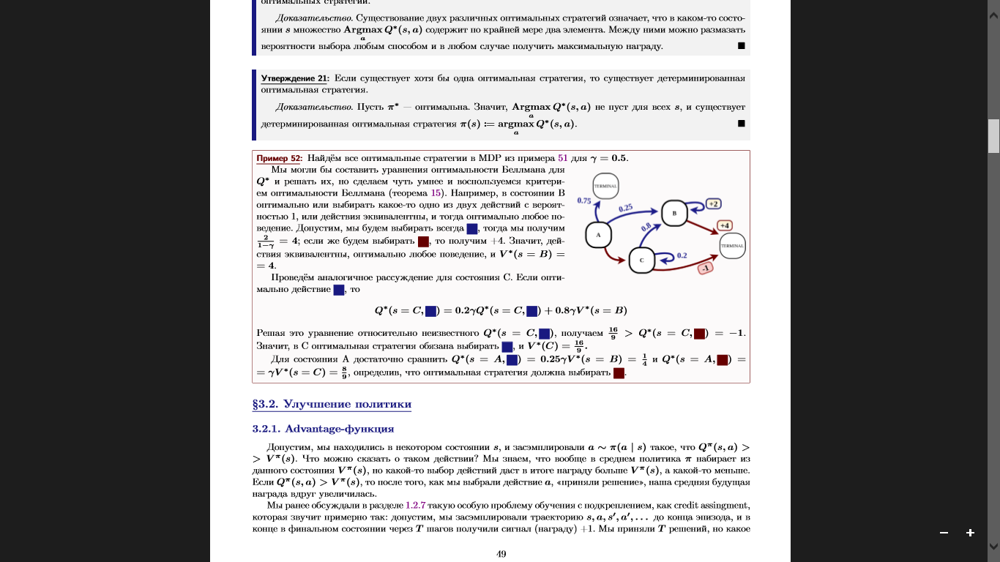 оптимальных стратегий.
Доказательство. Существование двух различных оптимальных стратегий означает, что в каком-то состо-
янии s множество Argmax Q*(s, a) содержит по крайней мере два элемента. Между ними можно размазать
a
вероятности выбора любым способом и в любом случае получить максимальную награду. ■
Утверждение 21: Если существует хотя бы одна оптимальная стратегия, то существует детерминированная
оптимальная стратегия.
Доказательство. Пусть π* — оптимальна. Значит, Argmax Q*(s, a) не пуст для всех s, и существует
a
детерминированная оптимальная стратегия π(s) := argmax Q*(s, a). ■
a
Пример 52: Найдём все оптимальные стратегии в MDP из примера 51 для γ = 0.5.
Мы могли бы составить уравнения оптимальности Беллмана для
Q* и решать их, но сделаем чуть умнее и воспользуемся критери-
ем оптимальности Беллмана (теорема 15). Например, в состоянии B
оптимально или выбирать какое-то одно из двух действий с вероят-
ностью 1, или действия эквивалентны, и тогда оптимально любое по-
ведение. Допустим, мы будем выбирать всегда ■, тогда мы получим
2/(1−γ) = 4; если же будем выбирать ■, то получим +4. Значит, дей-
ствия эквивалентны, оптимально любое поведение, и V*(s = B) =
= 4.
Проведём аналогичное рассуждение для состояния C. Если опти-
мально действие ■, то
TERMINAL
0.75
0.25
B
+2
+4
A
0.8
TERMINAL
C
0.2
-1
Q*(s = C, ■) = 0.2γQ*(s = C, ■) + 0.8γV*(s = B)
Решая это уравнение относительно неизвестного Q*(s = C, ■), получаем 16/9 > Q*(s = C, ■) = −1.
Значит, в C оптимальная стратегия обязана выбирать ■, и V*(C) = 16/9.
Для состояния A достаточно сравнить Q*(s = A, ■) = 0.25γV*(s = B) = 1/4 и Q*(s = A, ■) =
= γV*(s = C) = 8/9, определив, что оптимальная стратегия должна выбирать ■.
§3.2. Улучшение политики
3.2.1. Advantage-функция
Допустим, мы находились в некотором состоянии s, и засэмплировали a ∼ π(a | s) такое, что Qπ(s, a) >
> Vπ(s). Что можно сказать о таком действии? Мы знаем, что вообще в среднем политика π набирает из
данного состояния Vπ(s), но какой-то выбор действий даст в итоге награду больше Vπ(s), а какой-то меньше.
Если Qπ(s, a) > Vπ(s), то после того, как мы выбрали действие a, «приняли решение», наша средняя будущая
награда вдруг увеличилась.
Мы ранее обсуждали в разделе 1.2.7 такую особую проблему обучения с подкреплением, как credit assingment,
которая звучит примерно так: допустим, мы засэмплировали траекторию s, a, s′, a′, . . . до конца эпизода, и в
конце в финальном состоянии через T шагов получили сигнал (награду) +1. Мы приняли T решений, но какое
49